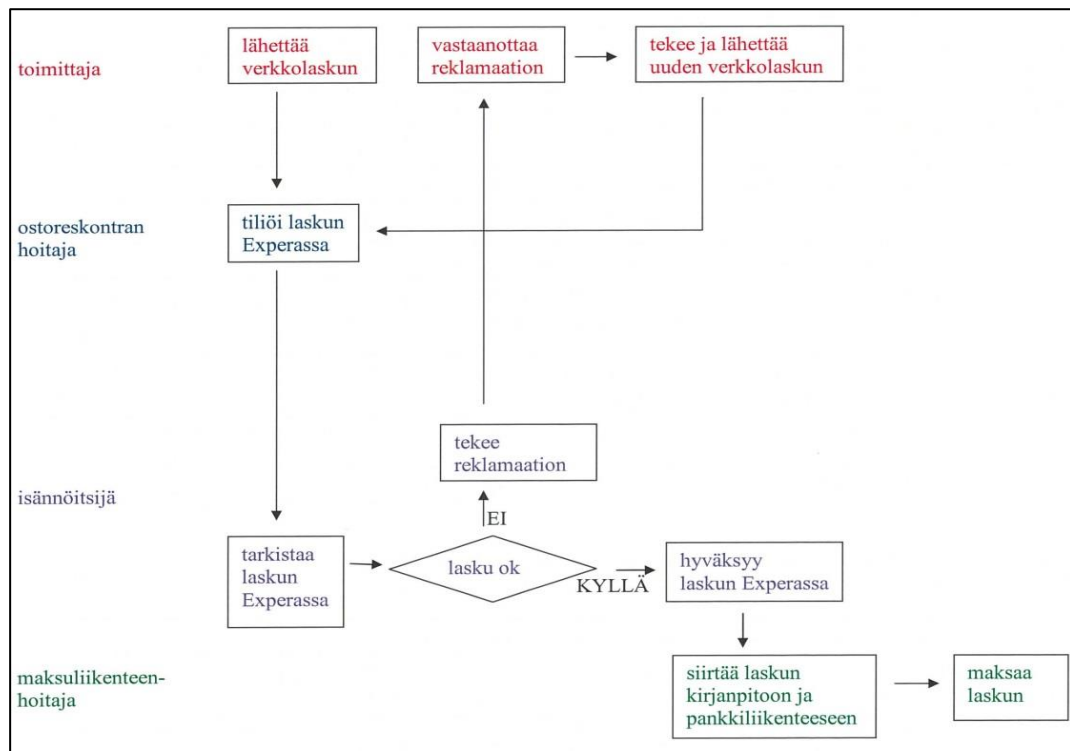 toimittaja
lähettää
verkkolaskun
vastaanottaa
reklamaation
tekee ja lähettää
uuden verkkolaskun
ostoreskontran
hoitaja
tiliöi laskun
Experassa
tekee
reklamaation
isännöitsijä
EI
tarkistaa
laskun
Experassa
lasku ok
KYLLÄ
hyväksyy
laskun Experassa
maksuliikenteen-
hoitaja
siirtää laskun
kirjanpitoon ja
pankkiliikenteeseen
maksaa
laskun